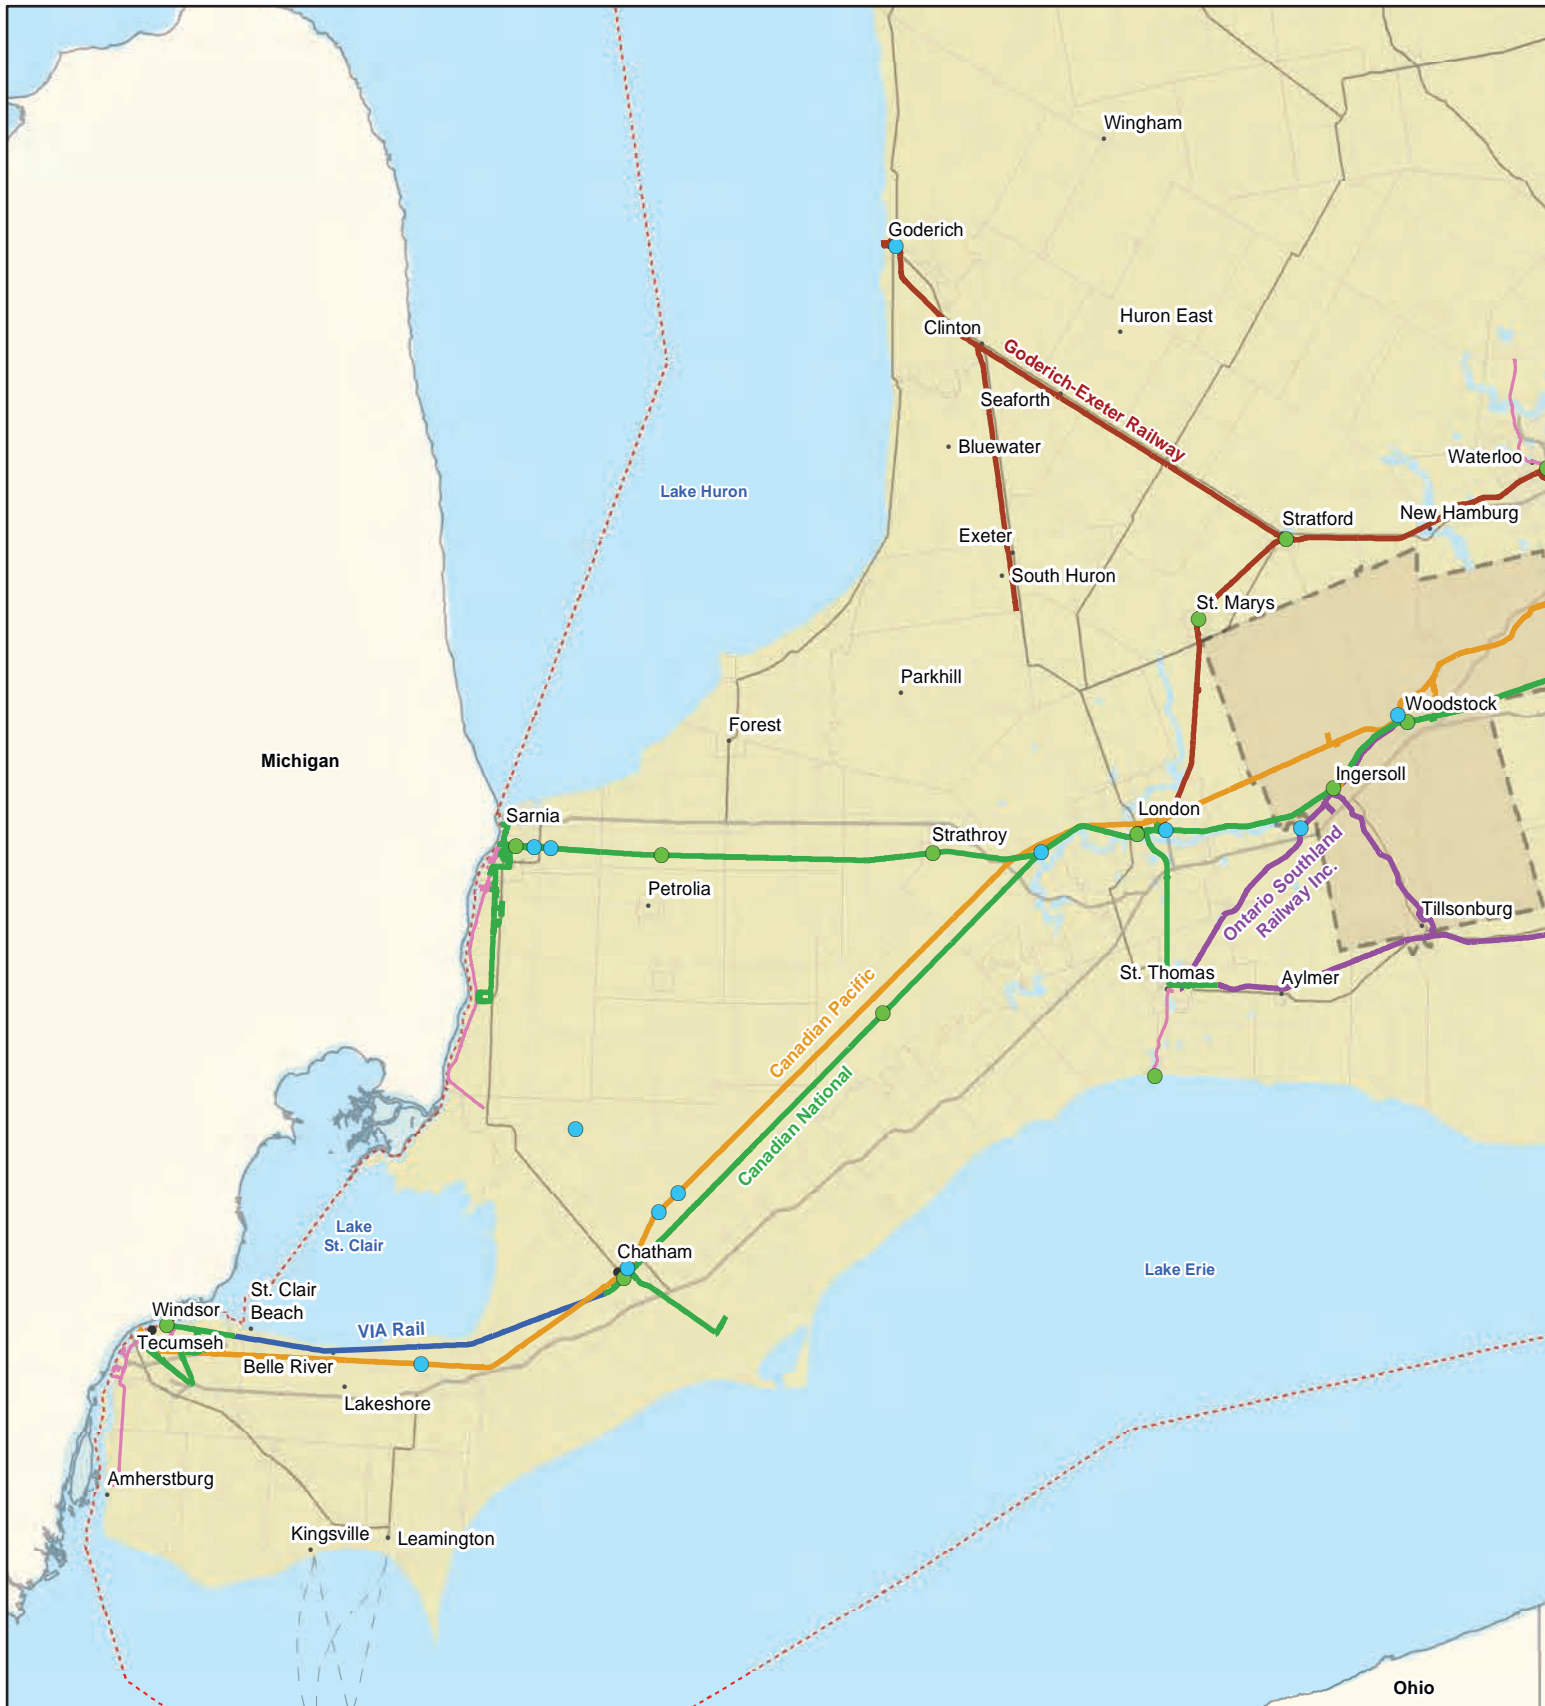 Wingham
Goderich
Huron East
Clinton
Goderich-Exeter Railway
Seaforth
Bluewater
Waterloo
Lake Huron
Stratford
New Hamburg
Exeter
South Huron
St. Marys
Parkhill
Woodstock
Forest
Michigan
Ingersoll
Sarnia
London
Strathroy
Petrolia
Ontario Southland
Railway Inc.
Tillsonburg
St. Thomas
Aylmer
Canadian Pacific
Canadian National
Lake
St. Clair
Chatham
Lake Erie
St. Clair
Beach
Windsor
VIA Rail
Tecumseh
Belle River
Lakeshore
Amherstburg
Kingsville
Leamington
Ohio